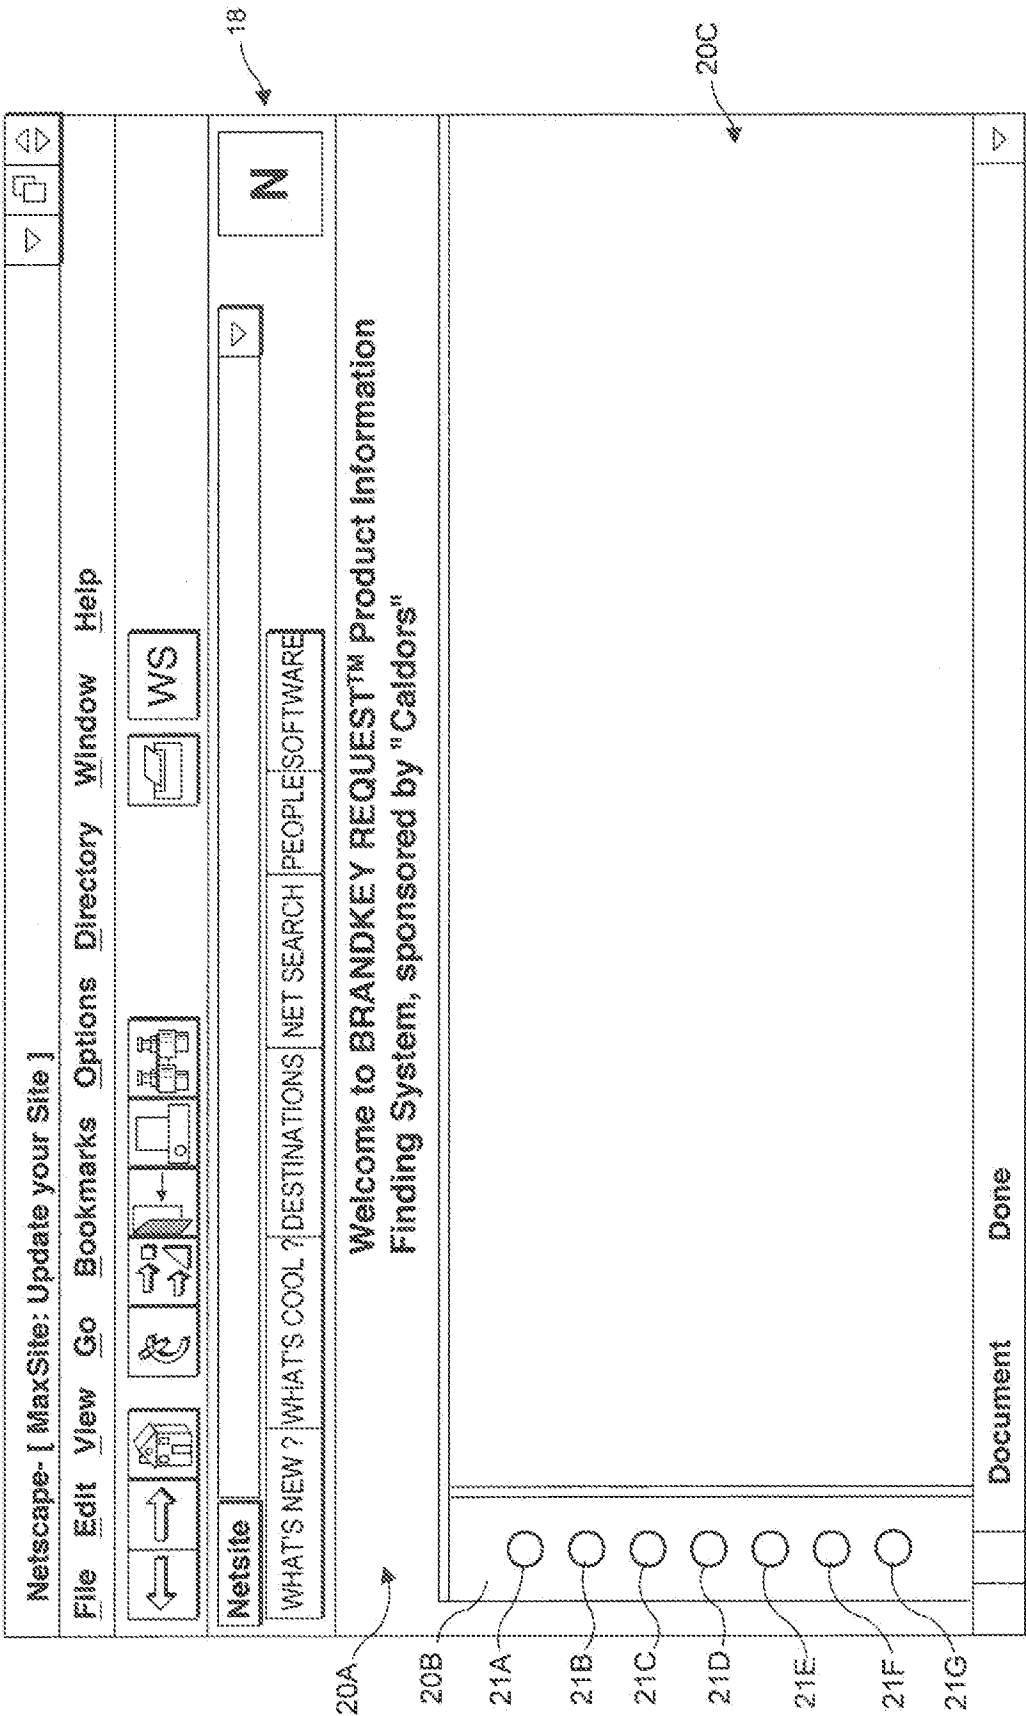 18
Netscape- [ MaxSite: Update your Site ]
File Edit View Go Bookmarks Options Directory Window Help
WS
Netsite
N
WHAT'S NEW ? WHAT'S COOL ? DESTINATIONS NET SEARCH PEOPLE SOFTWARE
20A
Welcome to BRANDKEY REQUEST™ Product Information
Finding System, sponsored by "Caldors"
20B
20C
21A
21B
21C
21D
21E
21F
21G
Document Done